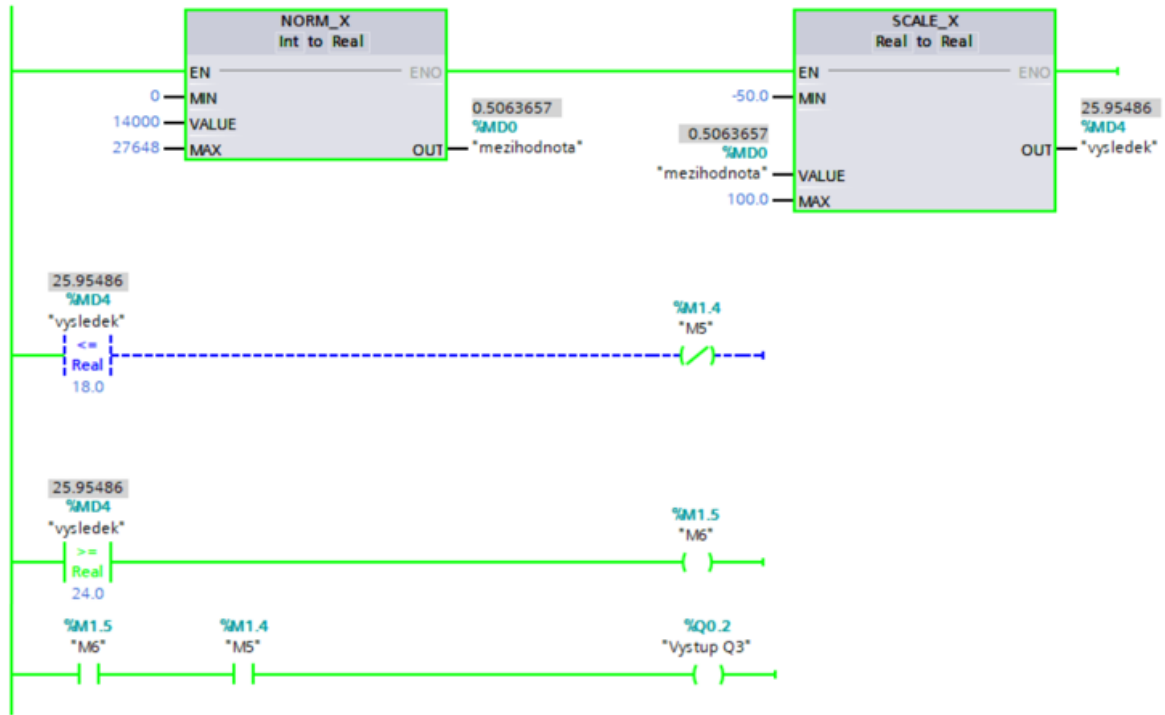 NORM_X
Int to Real
EN
ENO
0
MIN
14000
VALUE
27648
MAX
OUT
0.5063657
%MD0
"mezihodnota"
SCALE_X
Real to Real
EN
ENO
-50.0
MIN
0.5063657
%MD0
"mezihodnota"
VALUE
100.0
MAX
OUT
25.95486
%MD4
"vysledek"
25.95486
%MD4
"vysledek"
<=
Real
18.0
%M1.4
"M5"
25.95486
%MD4
"vysledek"
>=
Real
24.0
%M1.5
"M6"
%M1.5
"M6"
%M1.4
"M5"
%Q0.2
"Vystup Q3"